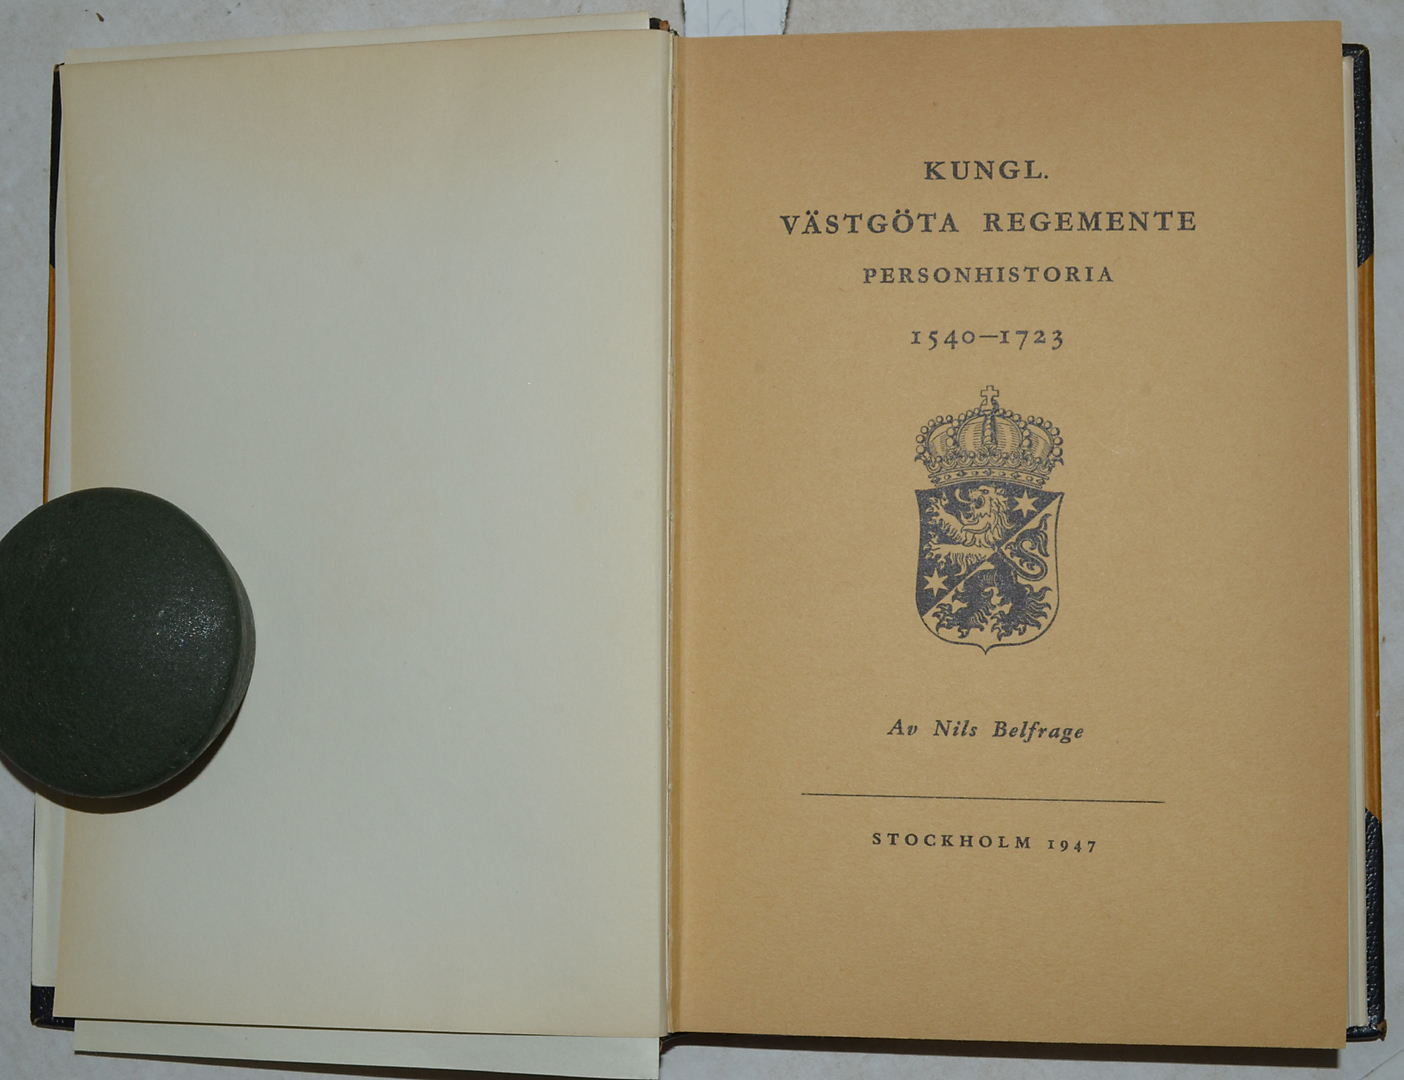 KUNGL.
VÄSTGÖTA REGEMENTE
PERSONHISTORIA
1540—1723
Av Nils Belfrage
STOCKHOLM 1947